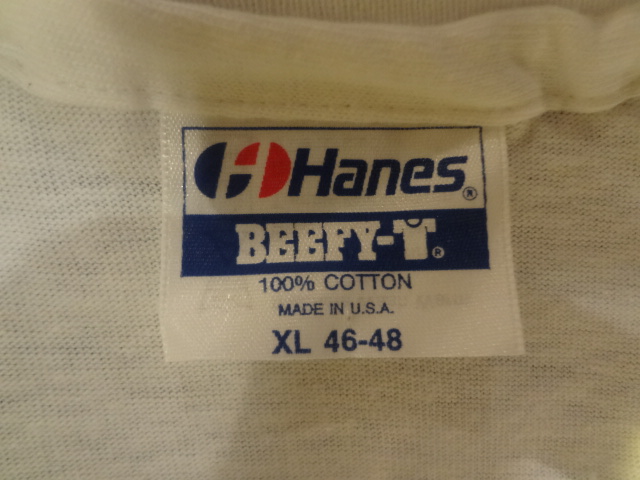 Hanes®
BEEFY-T®
100% COTTON
MADE IN U.S.A.
XL 46-48